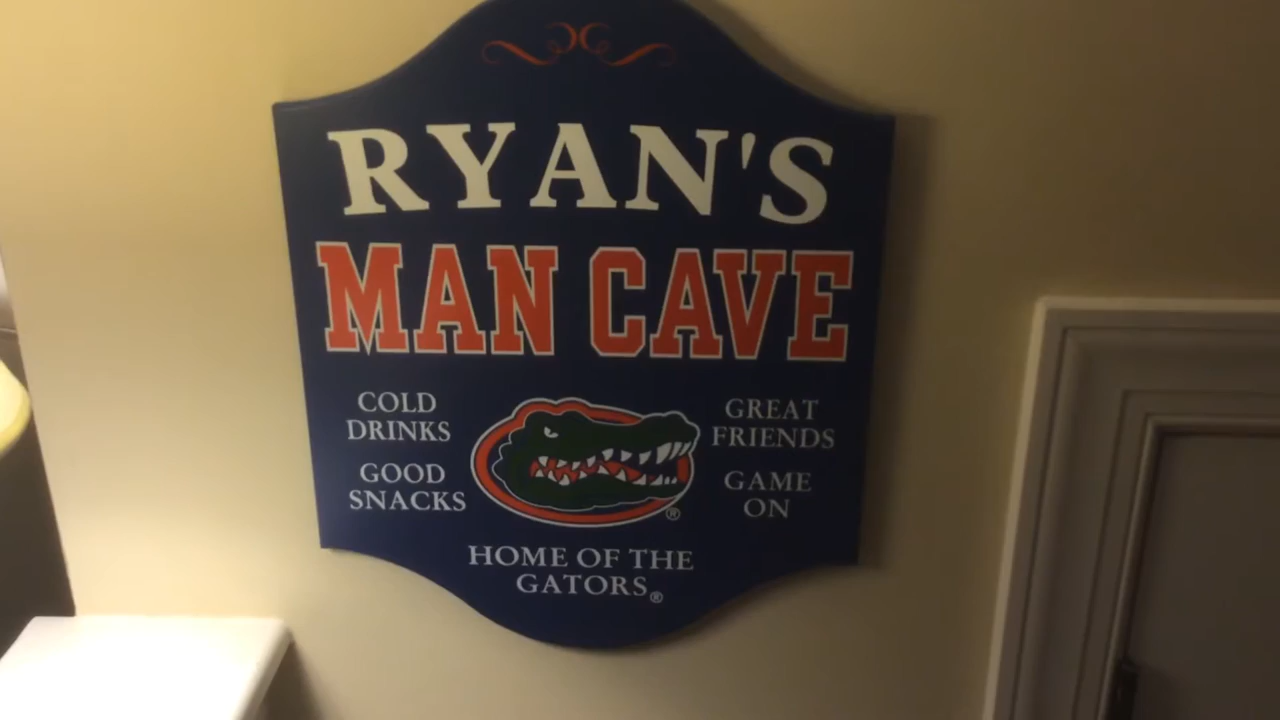 RYAN'S
MAN CAVE
COLD
DRINKS
GOOD
SNACKS
GREAT
FRIENDS
GAME
ON
®
HOME OF THE
GATORS®